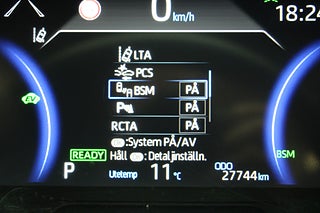 0 km/h
18:24
LTA
PCS
BSM PÅ
PÅ
RCTA PÅ
:System PÅ/AV
READY Håll :Detaljinställn.
EV
BSM
P Utetemp 11 °C ODO 27744 km